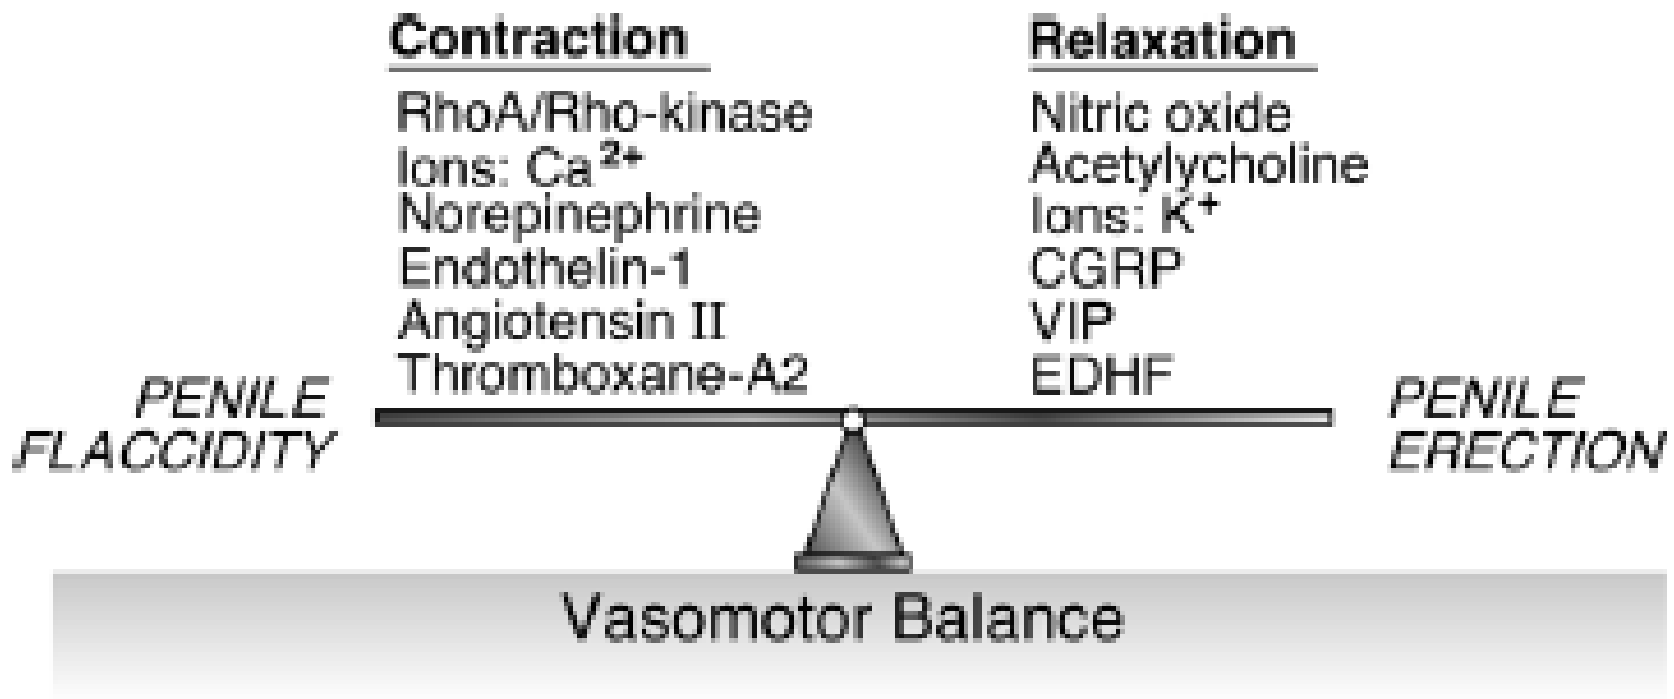 Contraction
RhoA/Rho-kinase
Ions: Ca²⁺
Norepinephrine
Endothelin-1
Angiotensin II
Thromboxane-A2
Relaxation
Nitric oxide
Acetylycholine
Ions: K⁺
CGRP
VIP
EDHF
PENILE
FLACCIDITY
PENILE
ERECTION
Vasomotor Balance